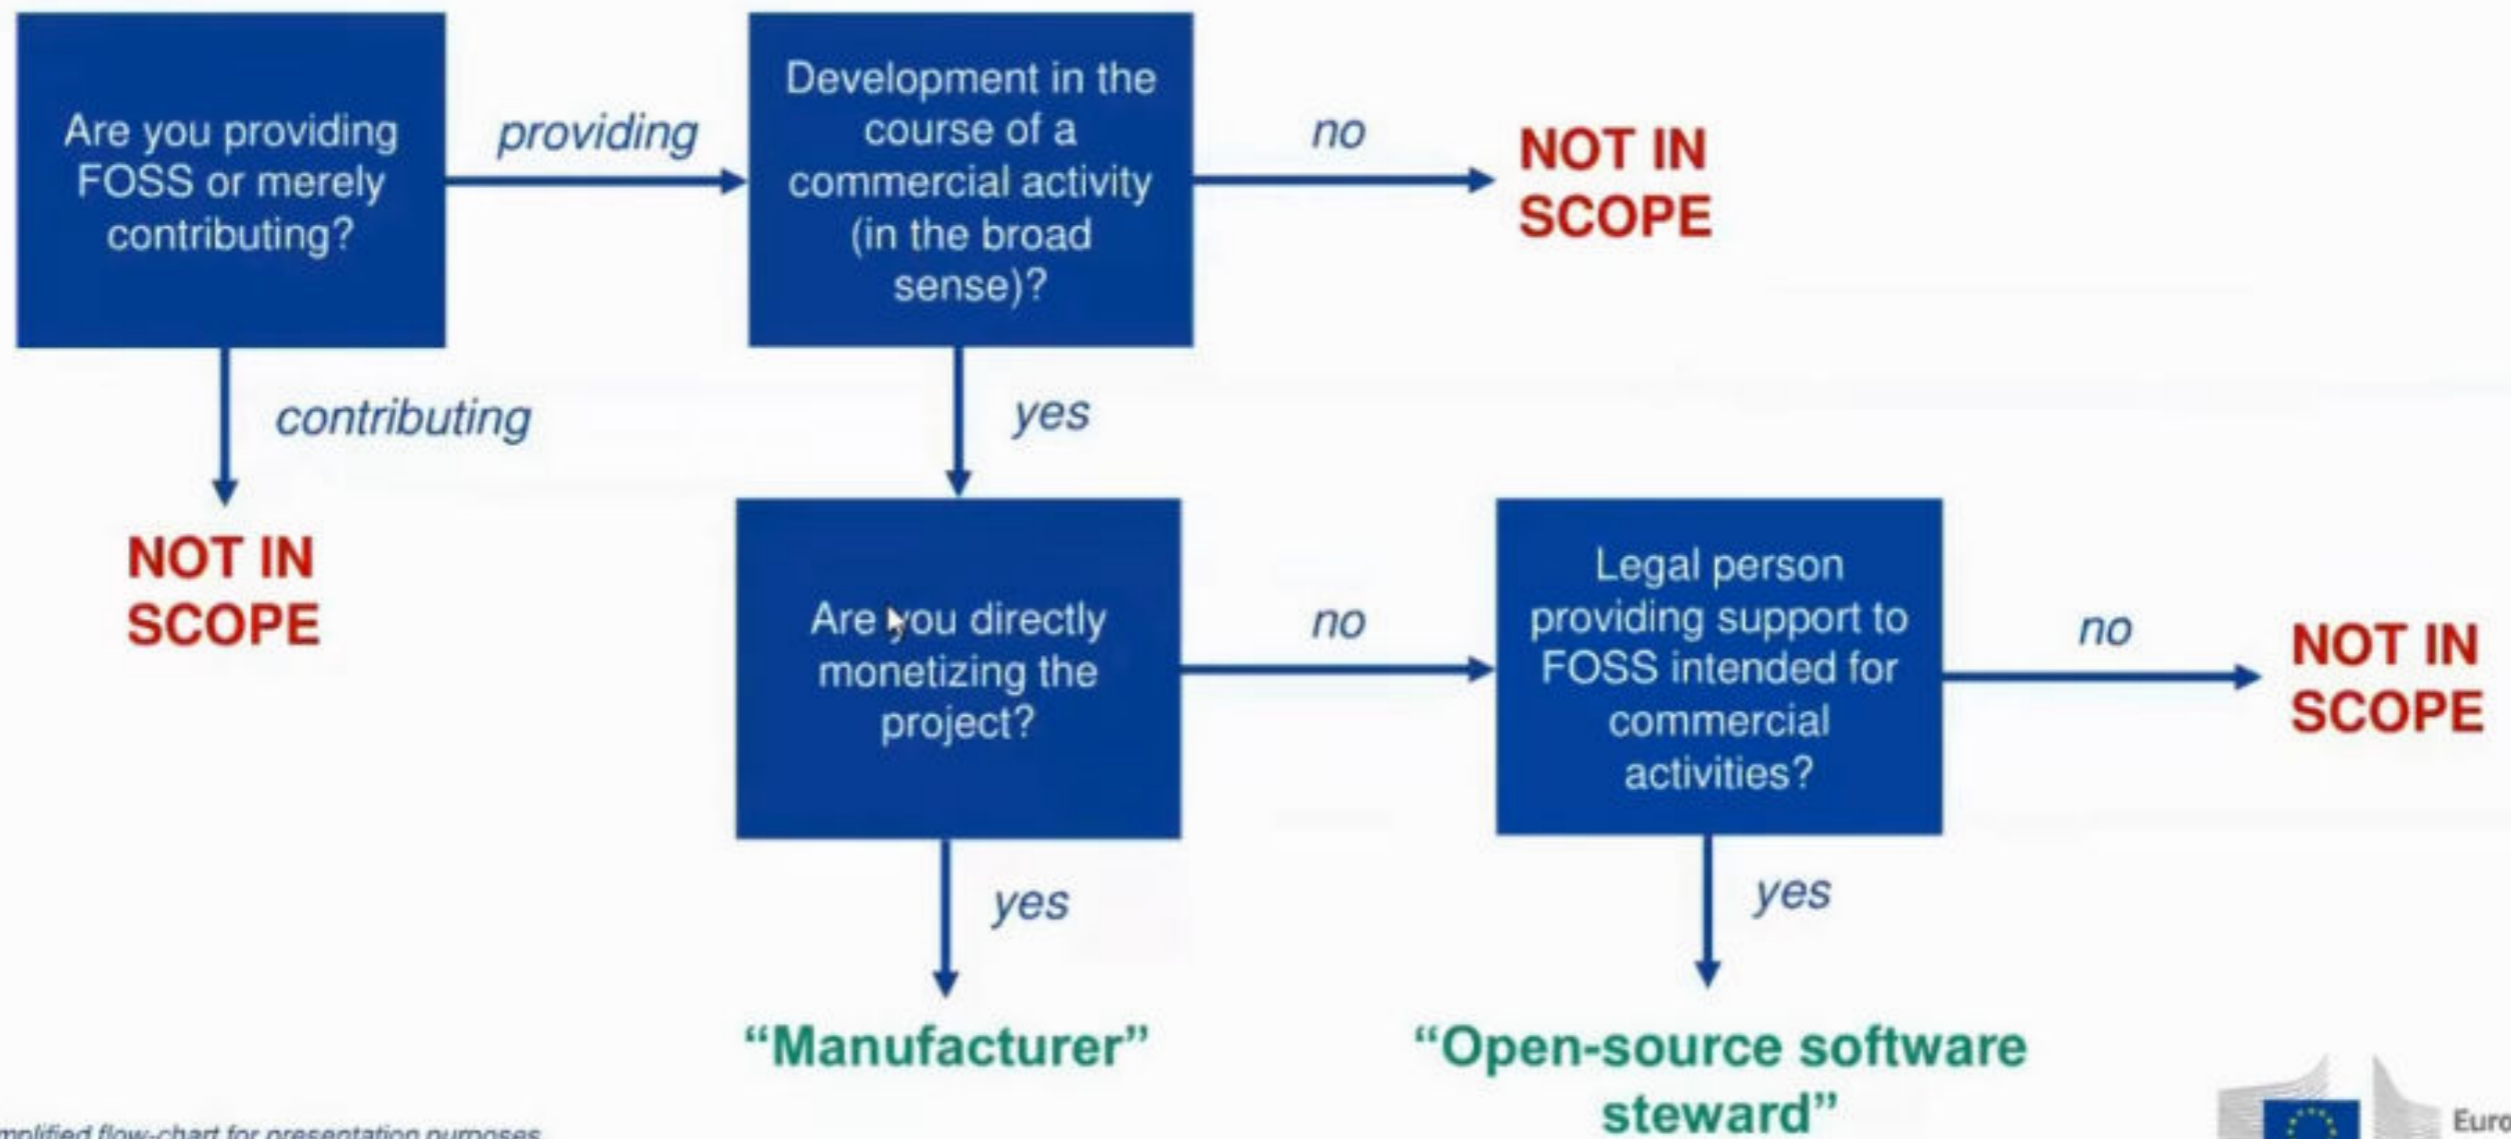 Are you providing
FOSS or merely
contributing?
providing
Development in the
course of a
commercial activity
(in the broad
sense)?
no
NOT IN
SCOPE
contributing
NOT IN
SCOPE
yes
Are you directly
monetizing the
project?
no
Legal person
providing support to
FOSS intended for
commercial
activities?
no
NOT IN
SCOPE
yes
"Manufacturer"
yes
“Open-source software
steward”
flow-chart for presentation purposes